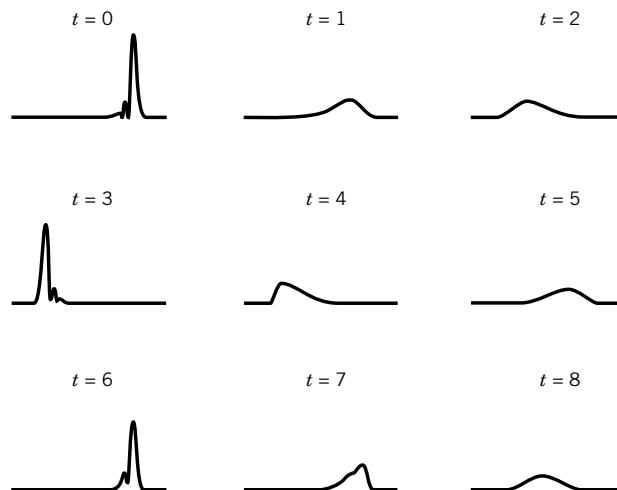 t = 0
t = 1
t = 2
t = 3
t = 4
t = 5
t = 6
t = 7
t = 8